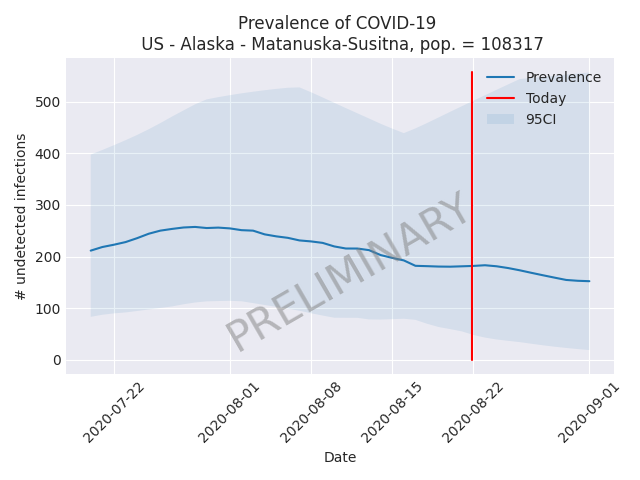 Prevalence of COVID-19
US - Alaska - Matanuska-Susitna, pop. = 108317
Prevalence
Today
95CI
# undetected infections
500
400
300
200
100
0
PRELIMINARY
2020-07-22
2020-08-01
2020-08-08
2020-08-15
2020-08-22
2020-09-01
Date